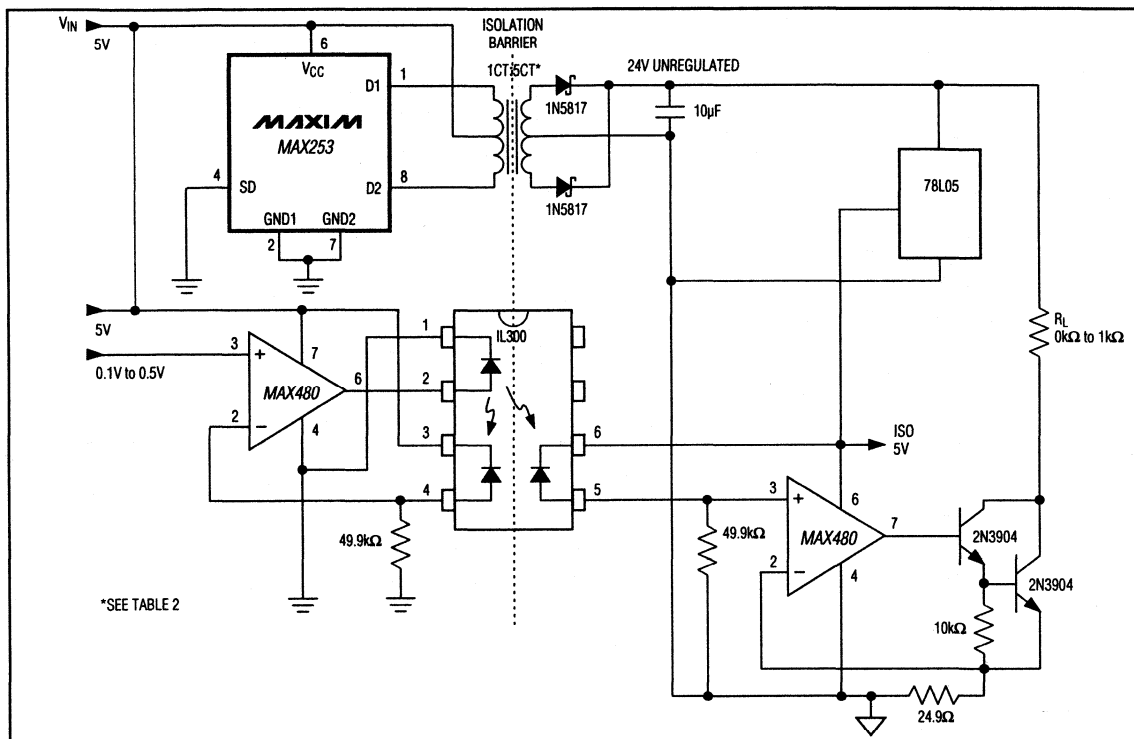 VIN
5V
6
VCC
D1
1
MAXIM
MAX253
4
SD
D2
8
GND1
GND2
2
7
ISOLATION
BARRIER
1CT:5CT*
1N5817
1N5817
24V UNREGULATED
10µF
78L05
RL
0kΩ to 1kΩ
5V
0.1V to 0.5V
3
+
7
MAX480
6
2
−
4
49.9kΩ
*SEE TABLE 2
IL300
1
2
3
4
6
5
ISO
5V
49.9kΩ
3
+
6
MAX480
7
2
−
4
2N3904
2N3904
10kΩ
24.9Ω